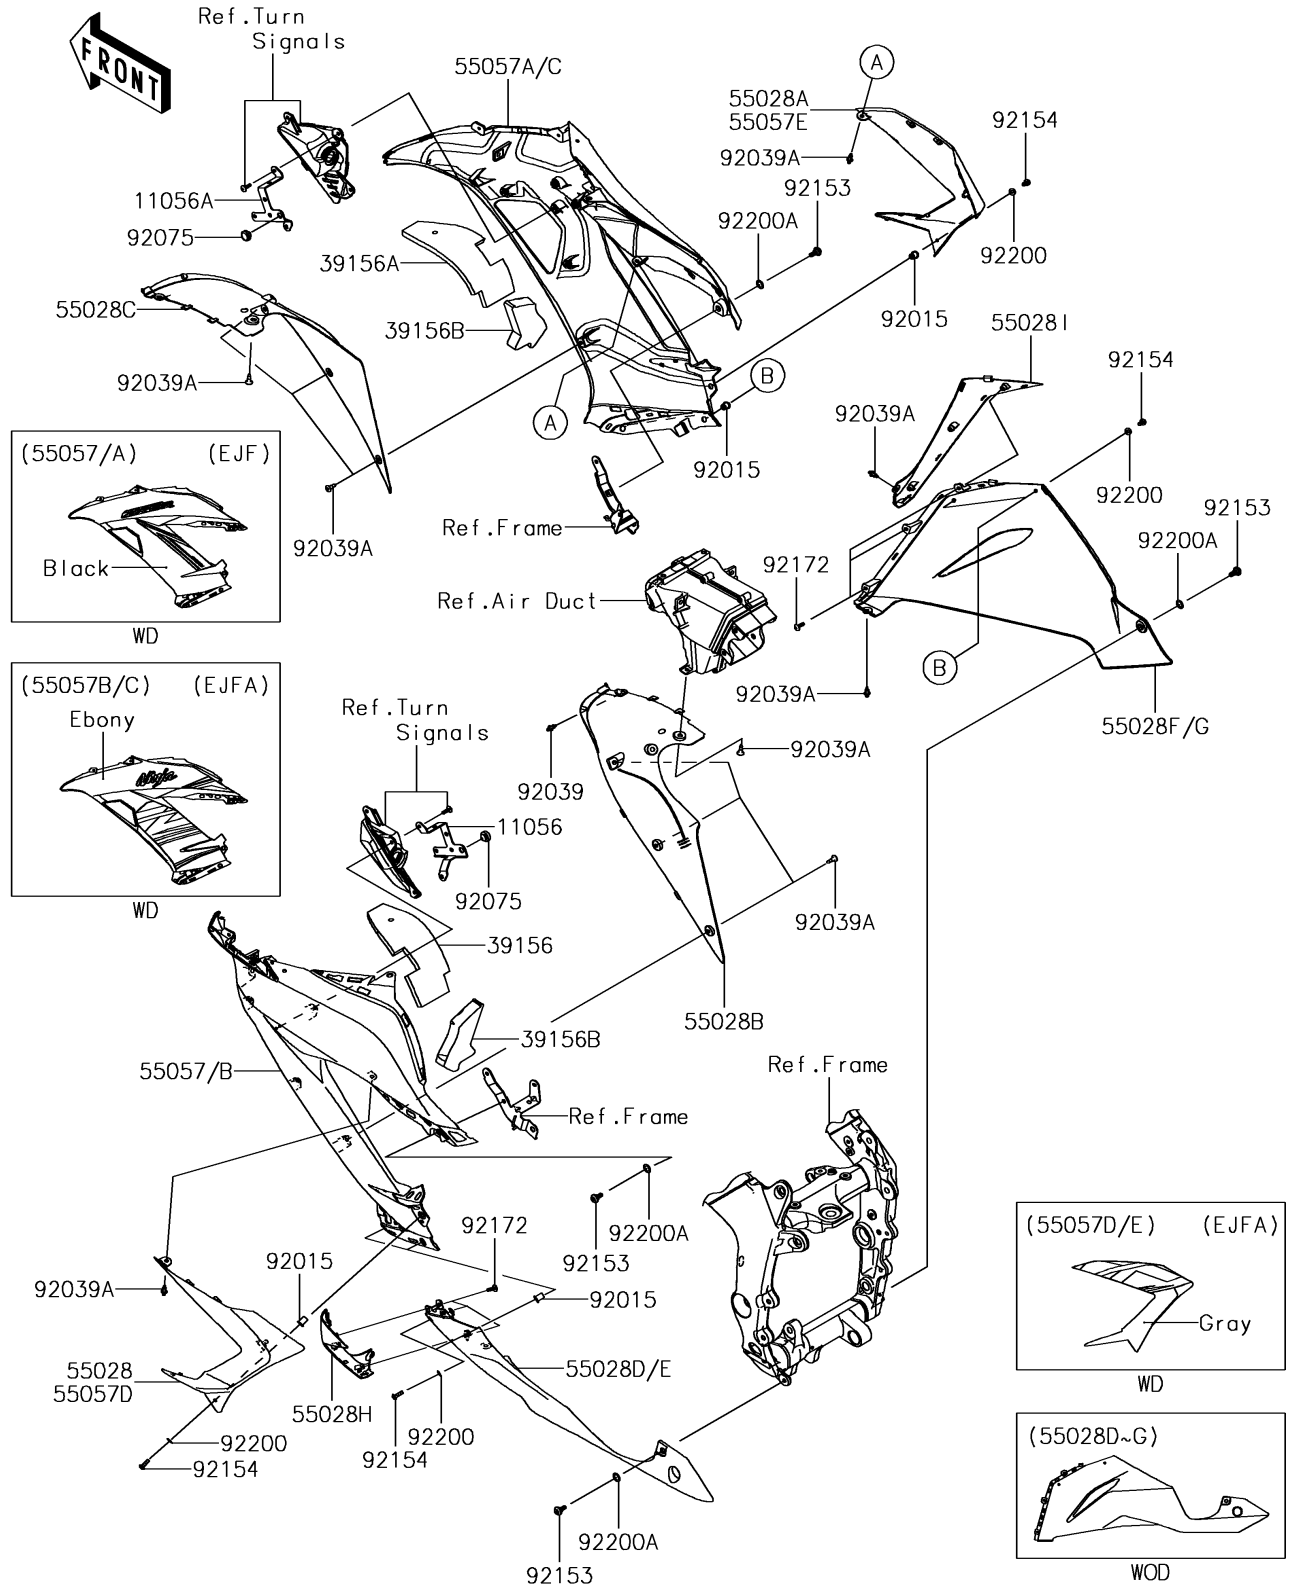 FRONT
Ref.Turn
Signals
55057A/C
A
55028A
55057E
92154
92039A
92153
11056A
92200A
92075
39156A
92200
55028C
39156B
92015
55028I
92039A
B
92154
A
92039A
(55057/A) (EJF)
92015
92200
92153
Ref.Frame
92039A
92200A
92172
Black
Ref.Air Duct
WD
B
(55057B/C) (EJFA)
92039A
Ebony
Ref.Turn
Signals
55028F/G
92039A
92039
Ninja
11056
92075
92039A
WD
39156
55028B
39156B
55057/B
Ref.Frame
Ref.Frame
92172
92200A
(55057D/E) (EJFA)
92015
92153
92039A
92015
Gray
55028
55057D
55028D/E
WD
55028H
92200
92200
(55028D~G)
92154
92154
92200A
92153
WOD